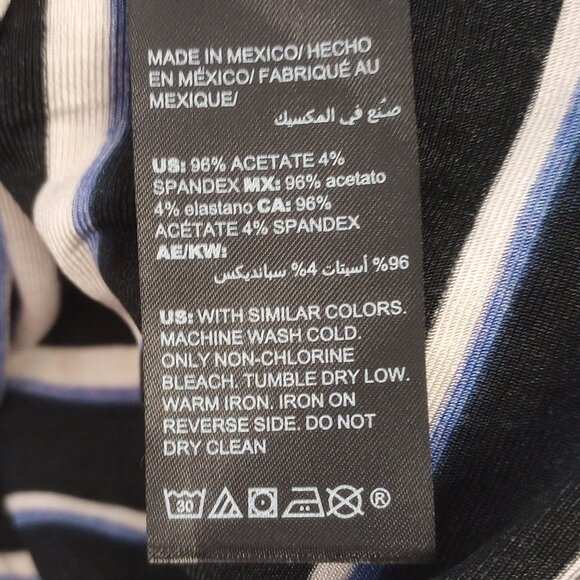 MADE IN MEXICO/ HECHO
EN MÉXICO/ FABRIQUÉ AU
MEXIQUE/
صنع في المكسيك
US: 96% ACETATE 4%
SPANDEX MX: 96% acetato
4% elastano CA: 96%
ACÉTATE 4% SPANDEX
AE/KW:
96% أسيتات 4% سبانديكس
US: WITH SIMILAR COLORS.
MACHINE WASH COLD.
ONLY NON-CHLORINE
BLEACH. TUMBLE DRY LOW.
WARM IRON. IRON ON
REVERSE SIDE. DO NOT
DRY CLEAN
30 ®